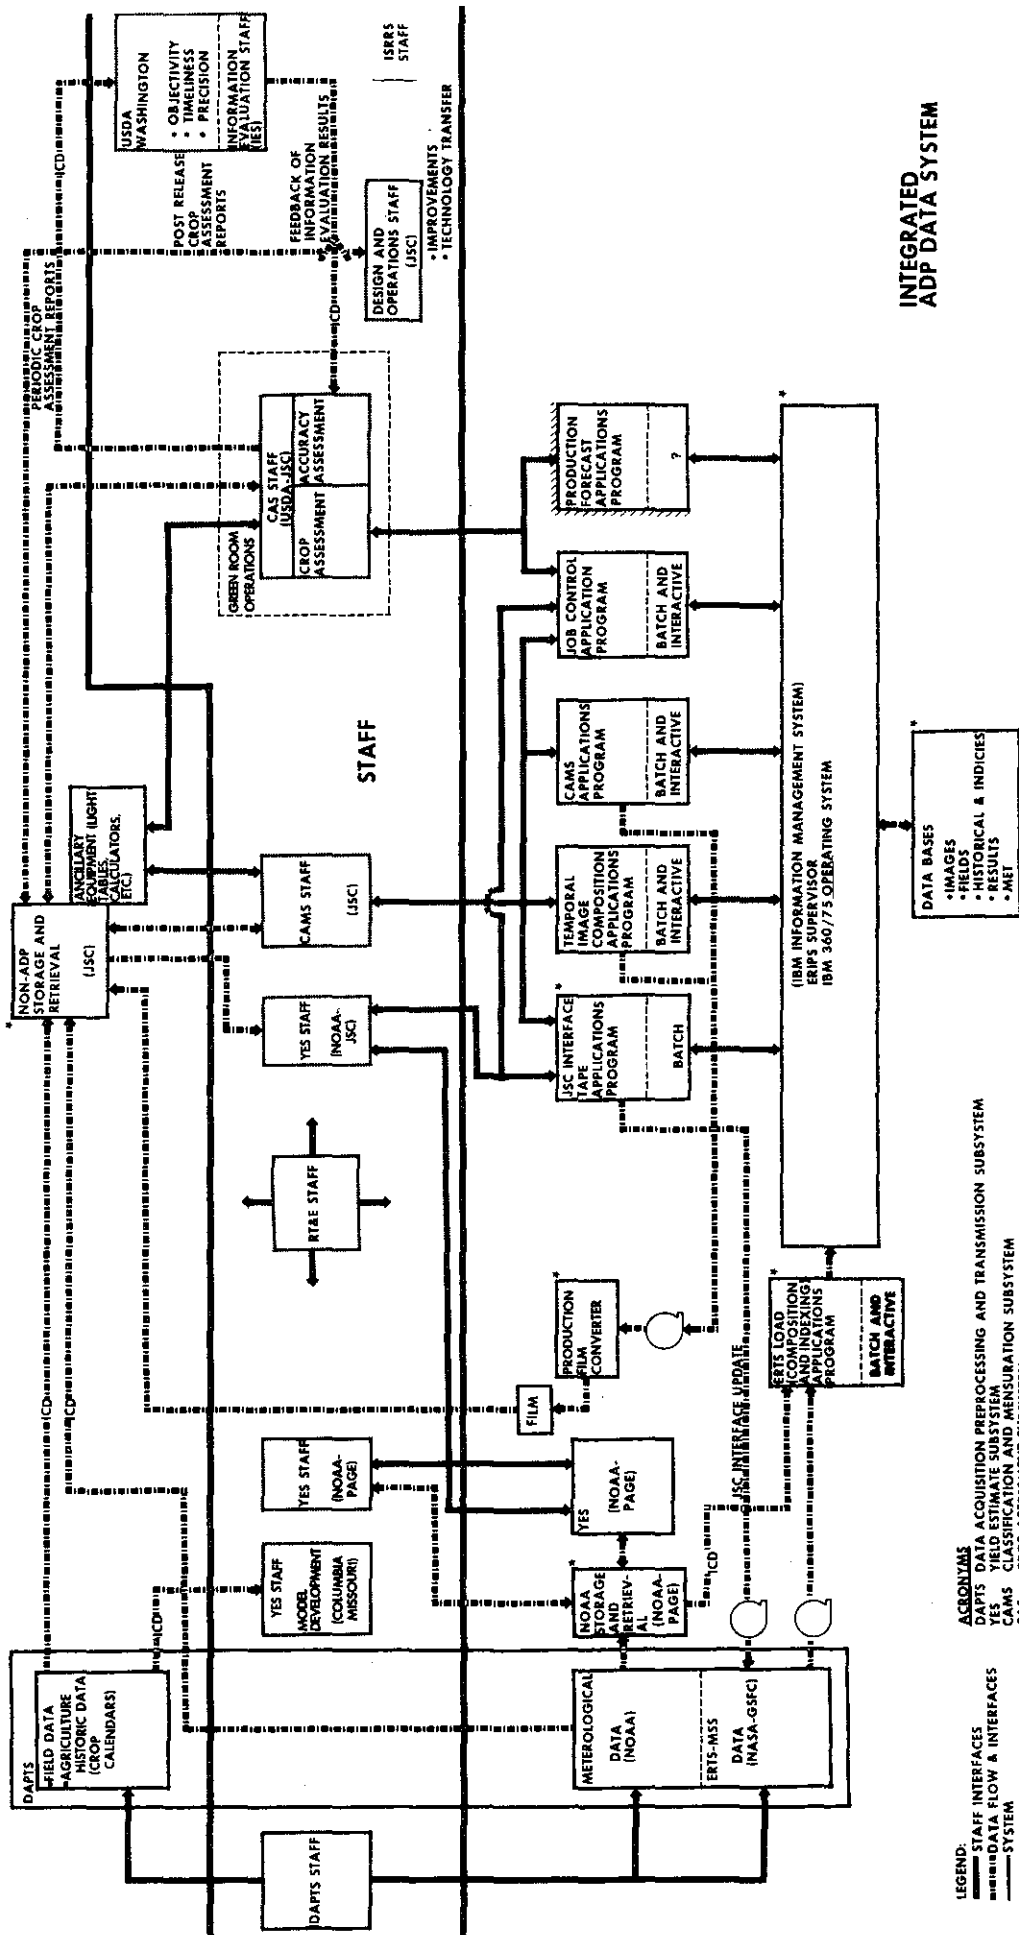 DAPTS
FIELD DATA
AGRICULTURE
HISTORIC DATA
(CROP
CALENDARS)
DAPTS STAFF
METEROLOGICAL
DATA
(NOAA)
ERTS-MSS
DATA
(NASA-GSFC)
ICD
ICD
ICD
YES STAFF
MODEL
DEVELOPMENT
(COLUMBIA
MISSOURI)
YES STAFF
(NOAA-
PAGE)
*
NOAA
STORAGE
AND
RETRIEV-
AL
(NOAA-
PAGE)
YES
(NOAA-
PAGE)
ICD
JSC INTERFACE UPDATE
FILM
*
PRODUCTION
FILM
CONVERTER
*
ERTS LOAD
(COMPOSITION
AND INDEXING)
APPLICATIONS
PROGRAM
BATCH AND
INTERACTIVE
RT&E STAFF
*
NON-ADP
STORAGE AND
RETRIEVAL
(JSC)
ANCILLARY
EQUIPMENT (LIGHT
TABLES,
CALCULATORS,
ETC.)
YES STAFF
(NOAA-
JSC)
CAMS STAFF
(JSC)
STAFF
*
JSC INTERFACE
TAPE
APPLICATIONS
PROGRAM
BATCH
TEMPORAL
IMAGE
COMPOSITION
APPLICATIONS
PROGRAM
BATCH AND
INTERACTIVE
CAMS
APPLICATIONS
PROGRAM
BATCH AND
INTERACTIVE
JOB CONTROL
APPLICATION
PROGRAM
BATCH AND
INTERACTIVE
PRODUCTION
FORECAST
APPLICATIONS
PROGRAM
?
*
(IBM INFORMATION MANAGEMENT SYSTEM)
ERIPS SUPERVISOR
IBM 360/75 OPERATING SYSTEM
*
DATA BASES
•IMAGES
•FIELDS
•HISTORICAL & INDICIES
•RESULTS
•MET
GREEN ROOM
OPERATIONS
CAS STAFF
(USDA-JSC)
CROP
ASSESSMENT
ACCURACY
ASSESSMENT
PERIODIC CROP
ASSESSMENT REPORTS
ICD
POST RELEASE
CROP
ASSESSMENT
REPORTS
FEEDBACK OF
INFORMATION
EVALUATION RESULTS
ICD
DESIGN AND
OPERATIONS STAFF
(JSC)
• IMPROVEMENTS
• TECHNOLOGY TRANSFER
USDA
WASHINGTON
• OBJECTIVITY
• TIMELINESS
• PRECISION
INFORMATION
EVALUATION STAFF
(IES)
ISRRS
STAFF
INTEGRATED
ADP DATA SYSTEM
LEGEND:
STAFF INTERFACES
DATA FLOW & INTERFACES
SYSTEM
ACRONYMS
DAPTS DATA ACQUISITION PREPROCESSING AND TRANSMISSION SUBSYSTEM
YES YIELD ESTIMATE SUBSYSTEM
CAMS CLASSIFICATION AND MENSURATION SUBSYSTEM